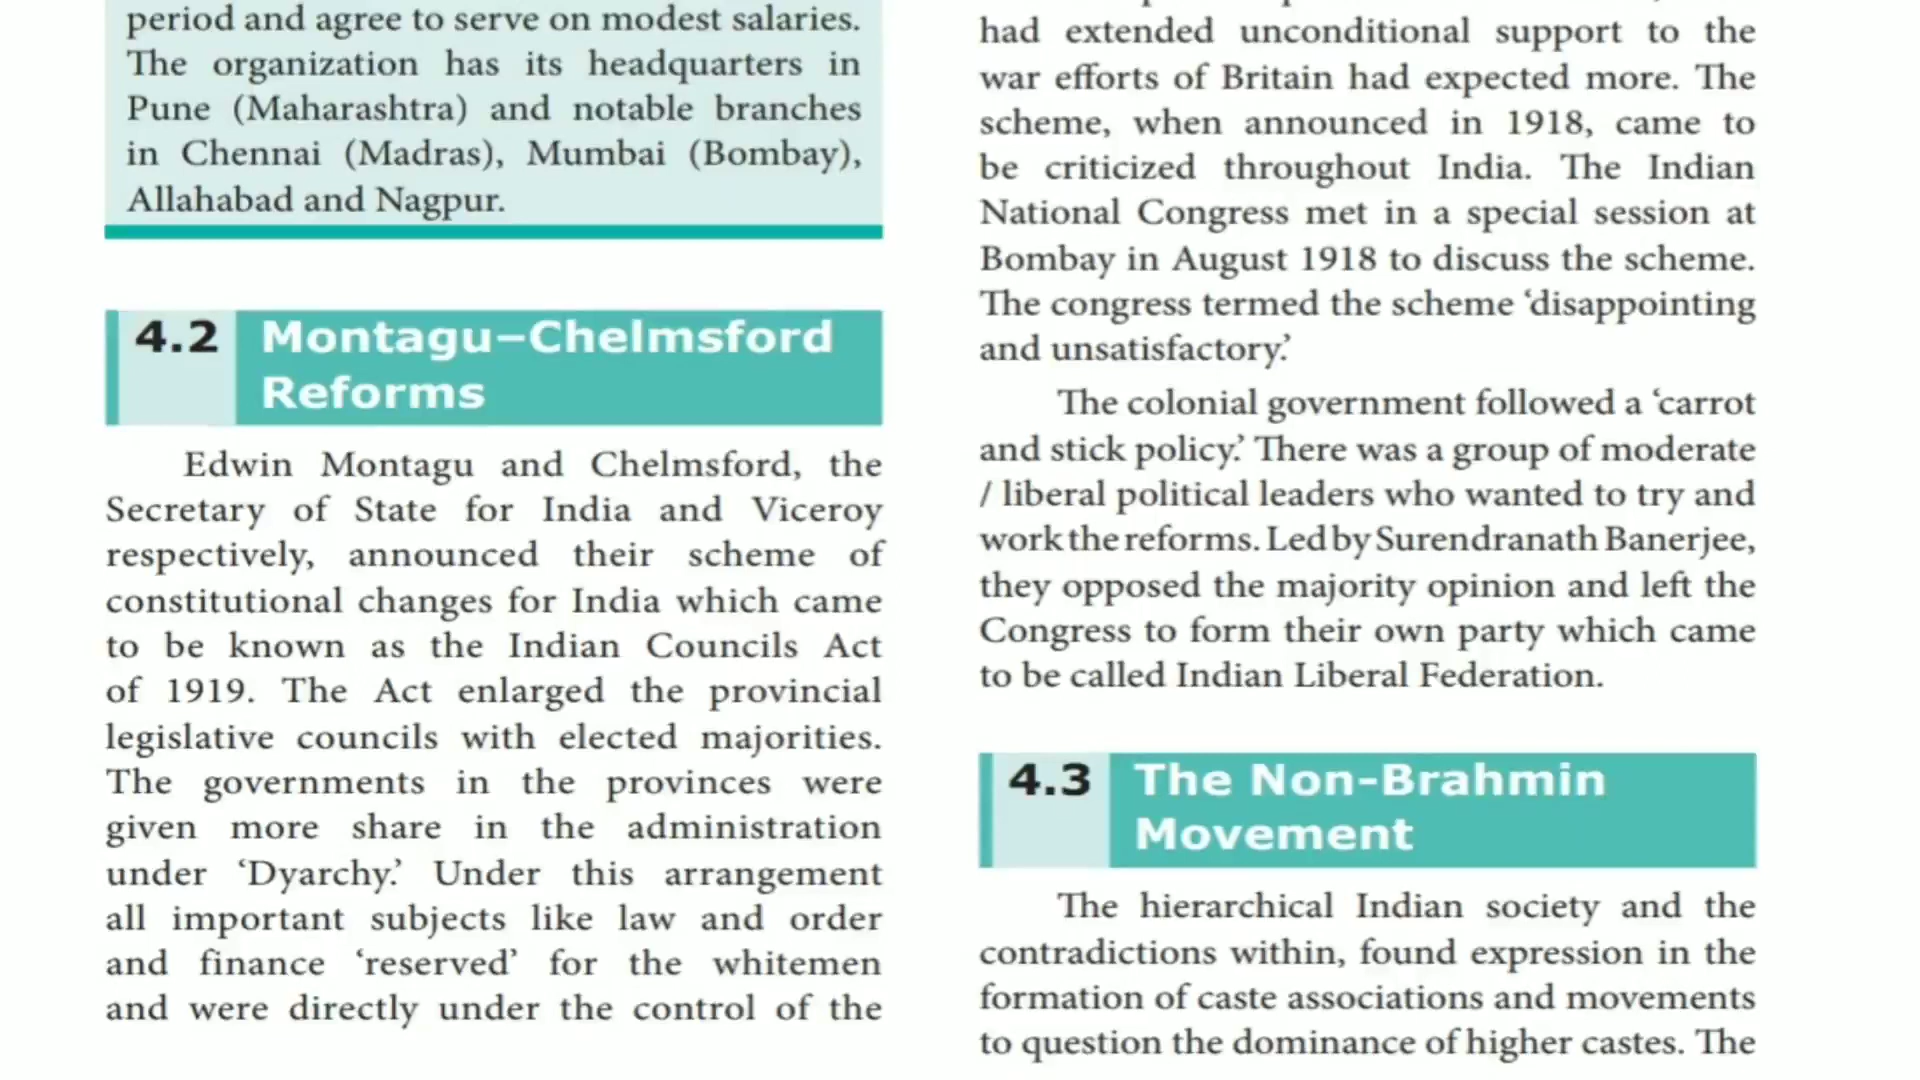 period and agree to serve on modest salaries.
The organization has its headquarters in
Pune (Maharashtra) and notable branches
in Chennai (Madras), Mumbai (Bombay),
Allahabad and Nagpur.
4.2 Montagu–Chelmsford
Reforms
Edwin Montagu and Chelmsford, the
Secretary of State for India and Viceroy
respectively, announced their scheme of
constitutional changes for India which came
to be known as the Indian Councils Act
of 1919. The Act enlarged the provincial
legislative councils with elected majorities.
The governments in the provinces were
given more share in the administration
under ‘Dyarchy.’ Under this arrangement
all important subjects like law and order
and finance ‘reserved’ for the whitemen
and were directly under the control of the
had extended unconditional support to the
war efforts of Britain had expected more. The
scheme, when announced in 1918, came to
be criticized throughout India. The Indian
National Congress met in a special session at
Bombay in August 1918 to discuss the scheme.
The congress termed the scheme ‘disappointing
and unsatisfactory.’
The colonial government followed a ‘carrot
and stick policy.’ There was a group of moderate
/ liberal political leaders who wanted to try and
work the reforms. Led by Surendranath Banerjee,
they opposed the majority opinion and left the
Congress to form their own party which came
to be called Indian Liberal Federation.
4.3 The Non-Brahmin
Movement
The hierarchical Indian society and the
contradictions within, found expression in the
formation of caste associations and movements
to question the dominance of higher castes. The